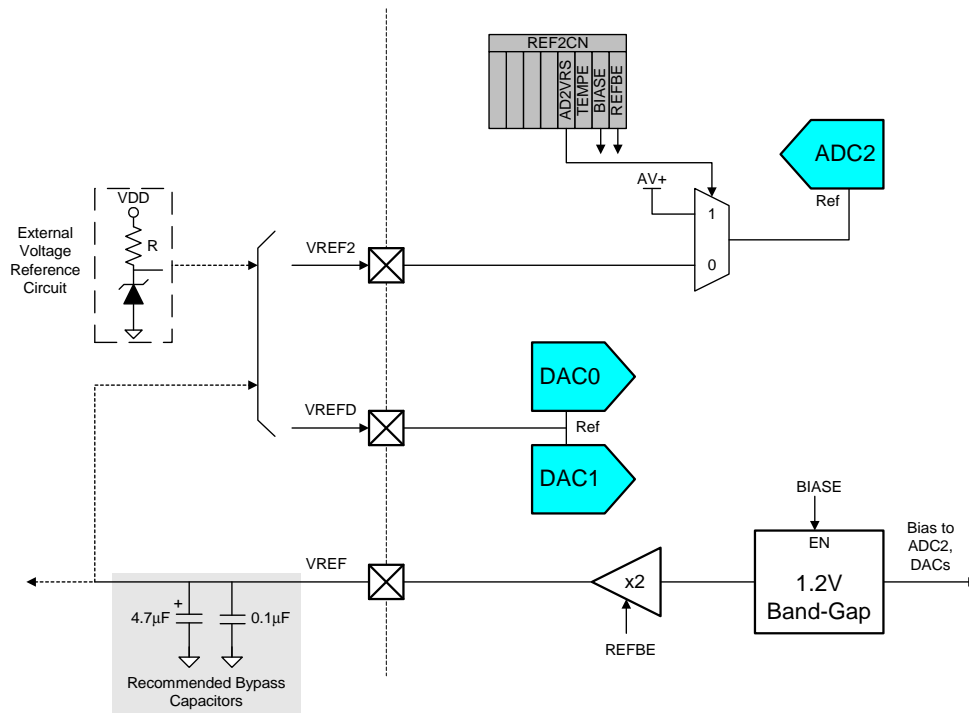 REF2CN
AD2VRS
TEMPE
BIASE
REFBE
ADC2
Ref
AV+
1
0
VDD
R
External
Voltage
Reference
Circuit
VREF2
DAC0
VREFD
Ref
DAC1
BIASE
EN
1.2V
Band-Gap
Bias to
ADC2,
DACs
VREF
x2
REFBE
+
4.7µF
0.1µF
Recommended Bypass
Capacitors